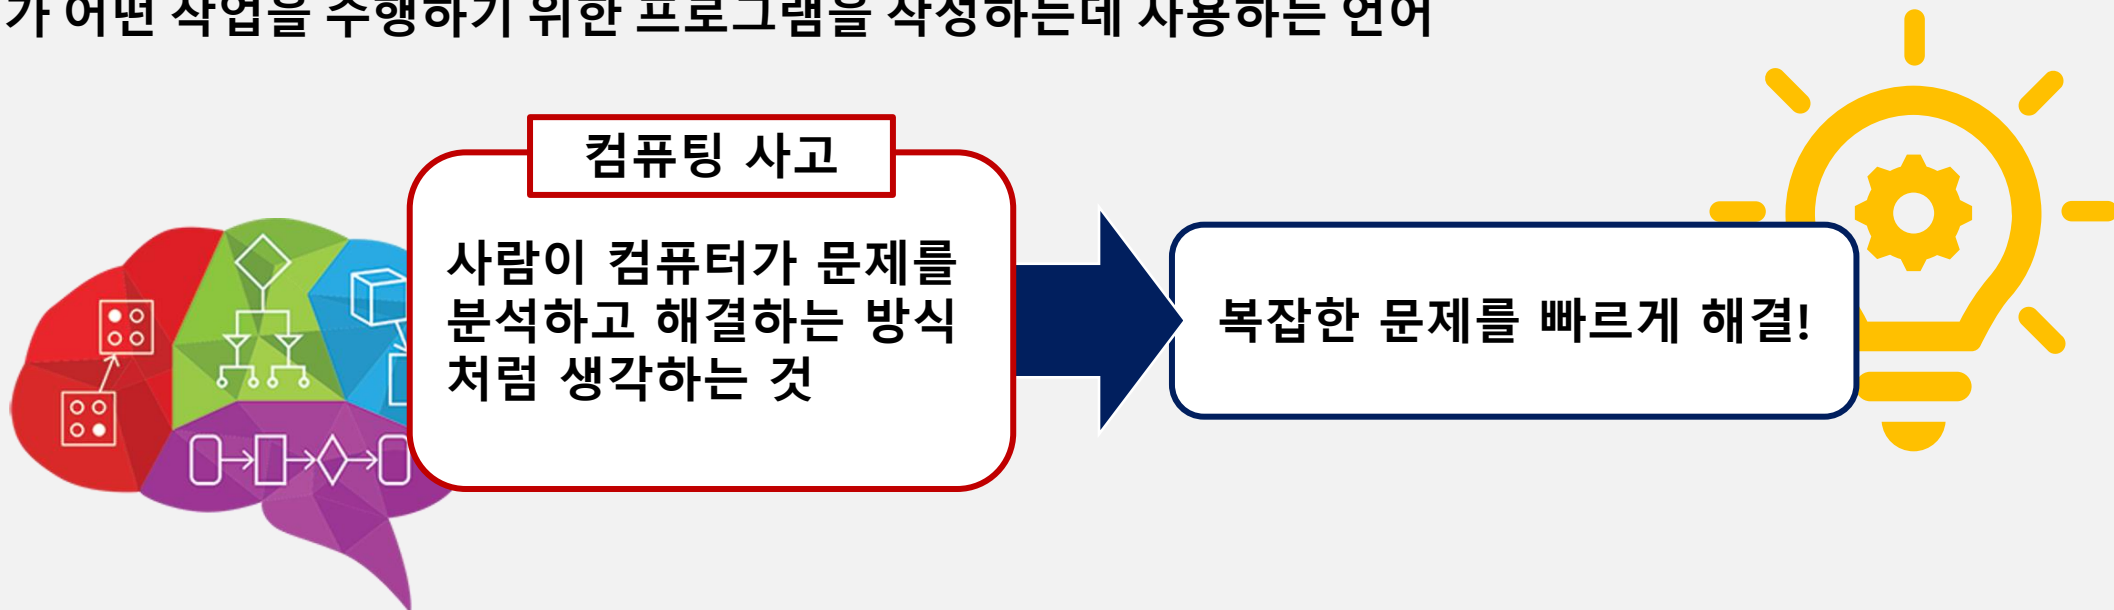 가 어떤 작업을 수행하기 위한 프로그램을 작성하는데 사용하는 언어
컴퓨팅 사고
사람이 컴퓨터가 문제를
분석하고 해결하는 방식
처럼 생각하는 것
복잡한 문제를 빠르게 해결!